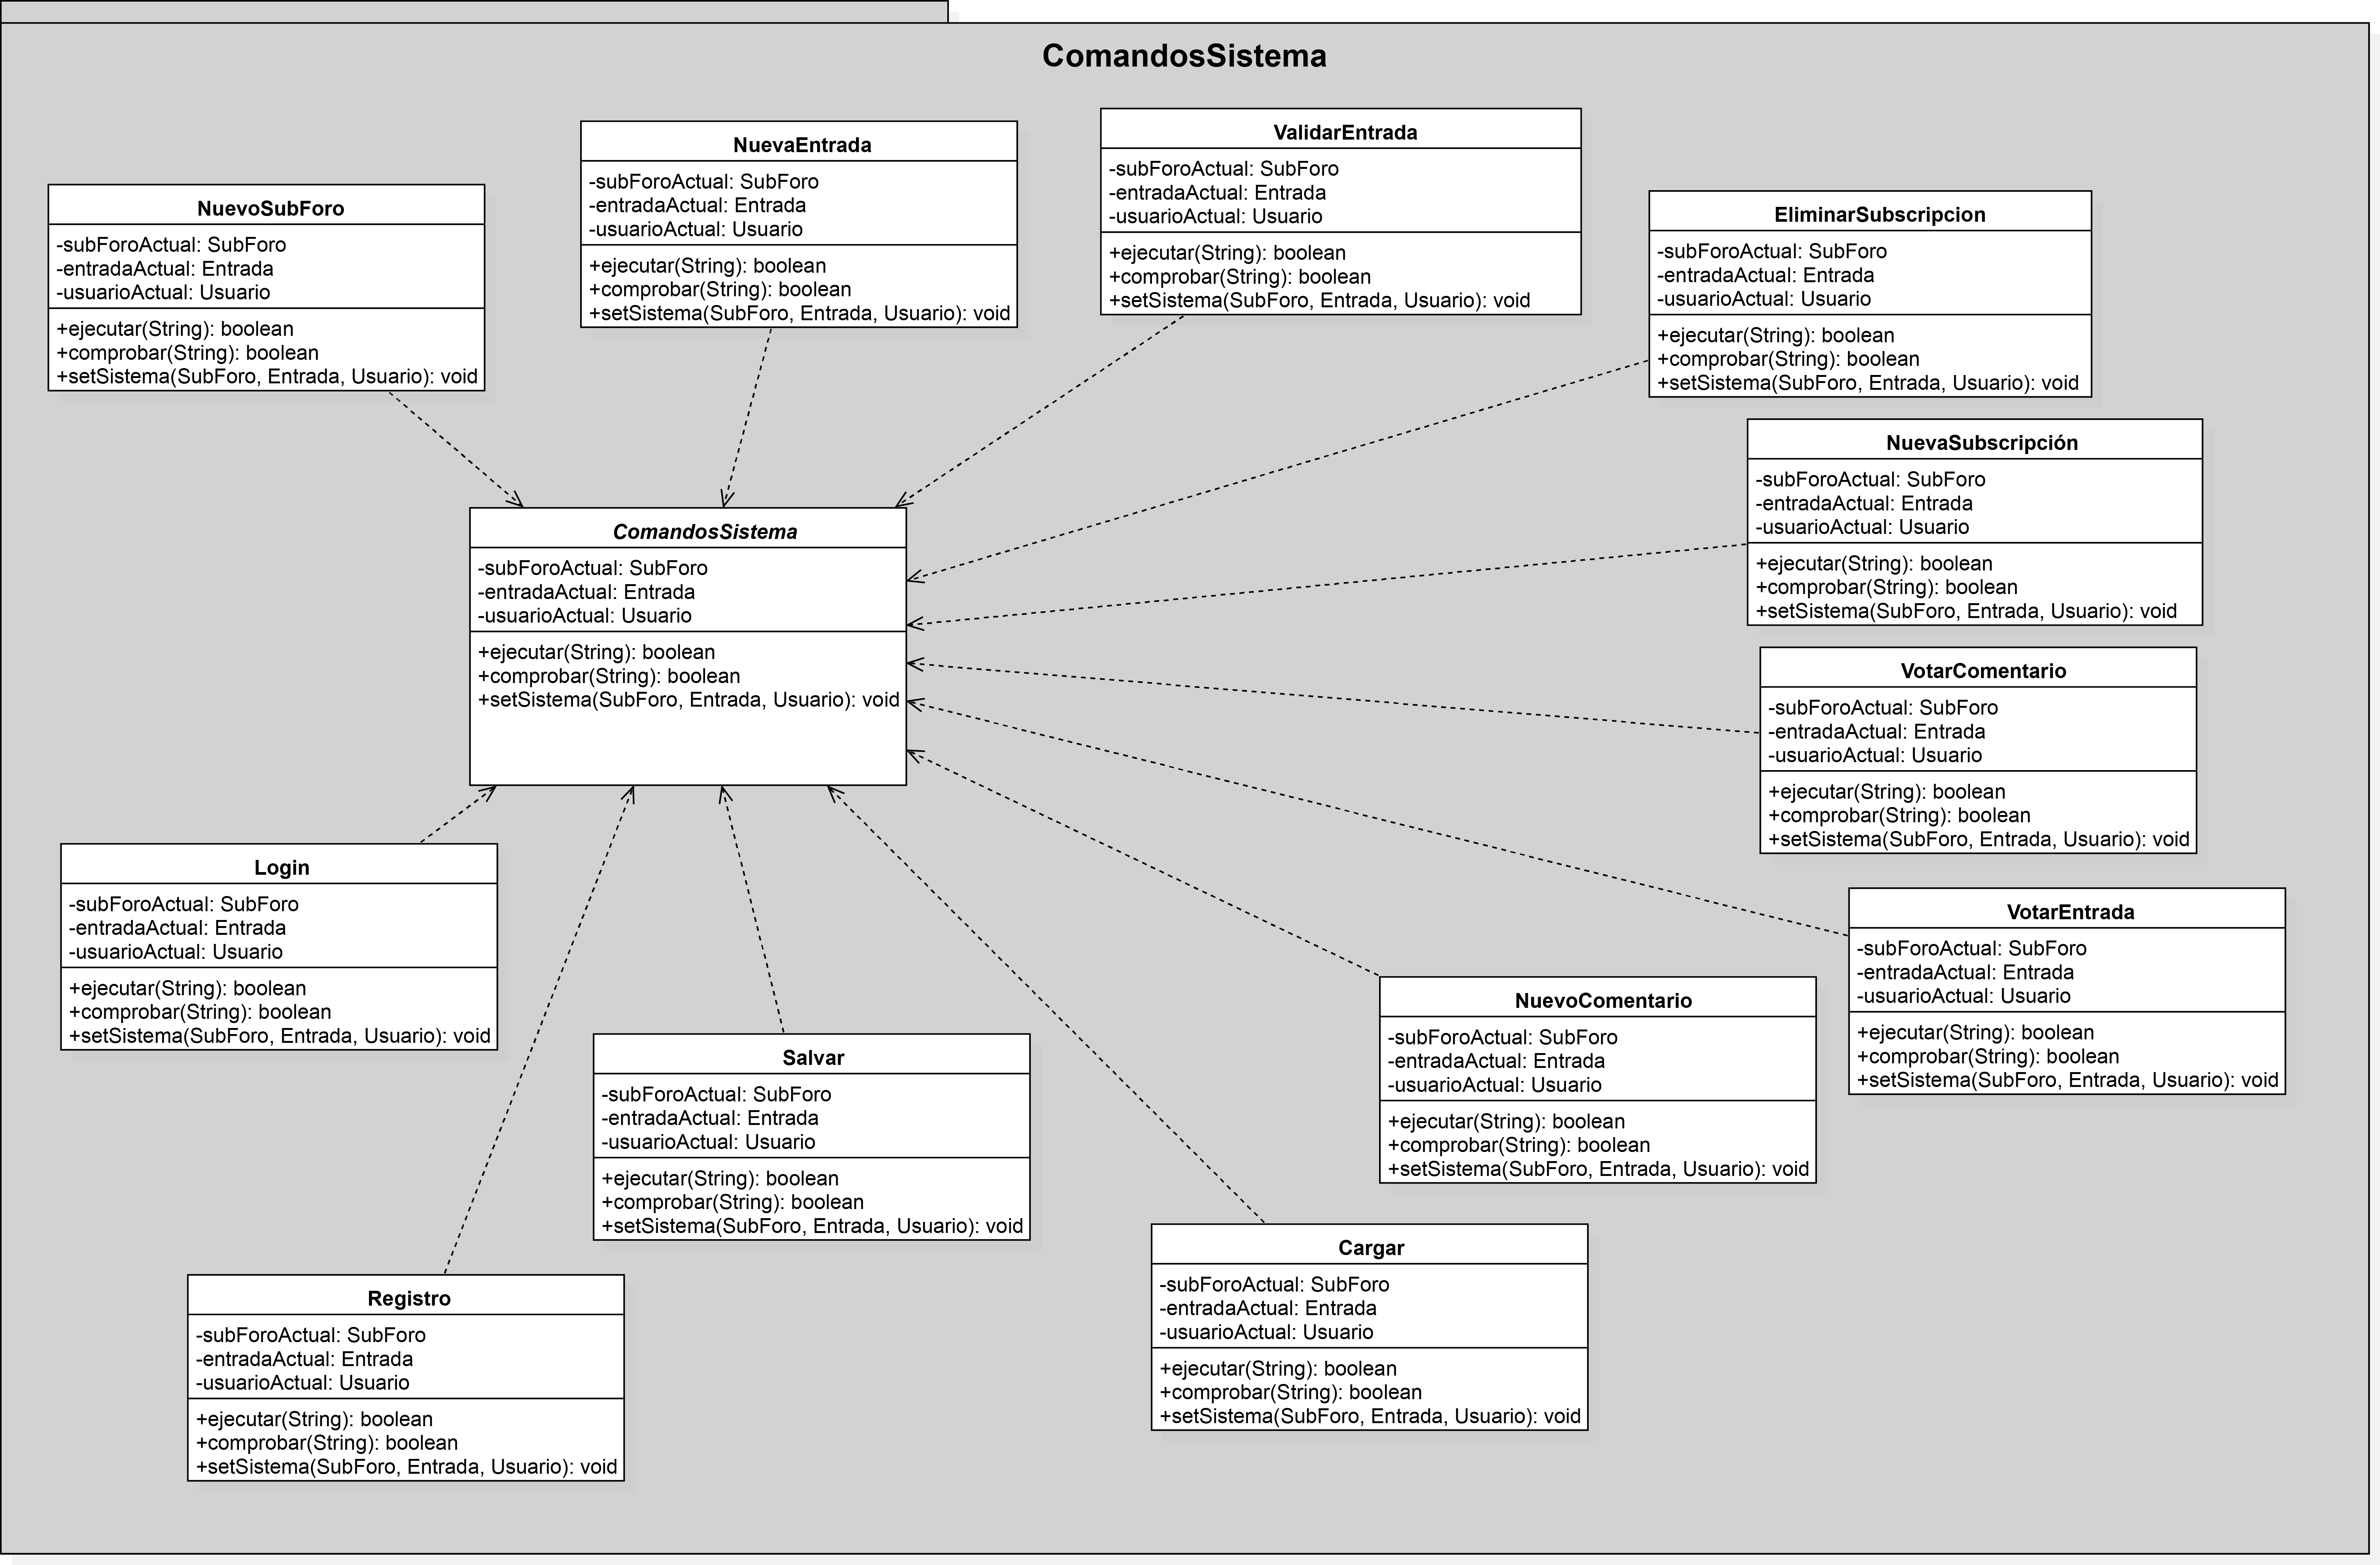 ComandosSistema
NuevoSubForo
-subForoActual: SubForo
-entradaActual: Entrada
-usuarioActual: Usuario
+ejecutar(String): boolean
+comprobar(String): boolean
+setSistema(SubForo, Entrada, Usuario): void
NuevaEntrada
-subForoActual: SubForo
-entradaActual: Entrada
-usuarioActual: Usuario
+ejecutar(String): boolean
+comprobar(String): boolean
+setSistema(SubForo, Entrada, Usuario): void
ValidarEntrada
-subForoActual: SubForo
-entradaActual: Entrada
-usuarioActual: Usuario
+ejecutar(String): boolean
+comprobar(String): boolean
+setSistema(SubForo, Entrada, Usuario): void
EliminarSubscripcion
-subForoActual: SubForo
-entradaActual: Entrada
-usuarioActual: Usuario
+ejecutar(String): boolean
+comprobar(String): boolean
+setSistema(SubForo, Entrada, Usuario): void
NuevaSubscripción
-subForoActual: SubForo
-entradaActual: Entrada
-usuarioActual: Usuario
+ejecutar(String): boolean
+comprobar(String): boolean
+setSistema(SubForo, Entrada, Usuario): void
ComandosSistema
-subForoActual: SubForo
-entradaActual: Entrada
-usuarioActual: Usuario
+ejecutar(String): boolean
+comprobar(String): boolean
+setSistema(SubForo, Entrada, Usuario): void
VotarComentario
-subForoActual: SubForo
-entradaActual: Entrada
-usuarioActual: Usuario
+ejecutar(String): boolean
+comprobar(String): boolean
+setSistema(SubForo, Entrada, Usuario): void
Login
-subForoActual: SubForo
-entradaActual: Entrada
-usuarioActual: Usuario
+ejecutar(String): boolean
+comprobar(String): boolean
+setSistema(SubForo, Entrada, Usuario): void
VotarEntrada
-subForoActual: SubForo
-entradaActual: Entrada
-usuarioActual: Usuario
+ejecutar(String): boolean
+comprobar(String): boolean
+setSistema(SubForo, Entrada, Usuario): void
NuevoComentario
-subForoActual: SubForo
-entradaActual: Entrada
-usuarioActual: Usuario
+ejecutar(String): boolean
+comprobar(String): boolean
+setSistema(SubForo, Entrada, Usuario): void
Salvar
-subForoActual: SubForo
-entradaActual: Entrada
-usuarioActual: Usuario
+ejecutar(String): boolean
+comprobar(String): boolean
+setSistema(SubForo, Entrada, Usuario): void
Cargar
-subForoActual: SubForo
-entradaActual: Entrada
-usuarioActual: Usuario
+ejecutar(String): boolean
+comprobar(String): boolean
+setSistema(SubForo, Entrada, Usuario): void
Registro
-subForoActual: SubForo
-entradaActual: Entrada
-usuarioActual: Usuario
+ejecutar(String): boolean
+comprobar(String): boolean
+setSistema(SubForo, Entrada, Usuario): void